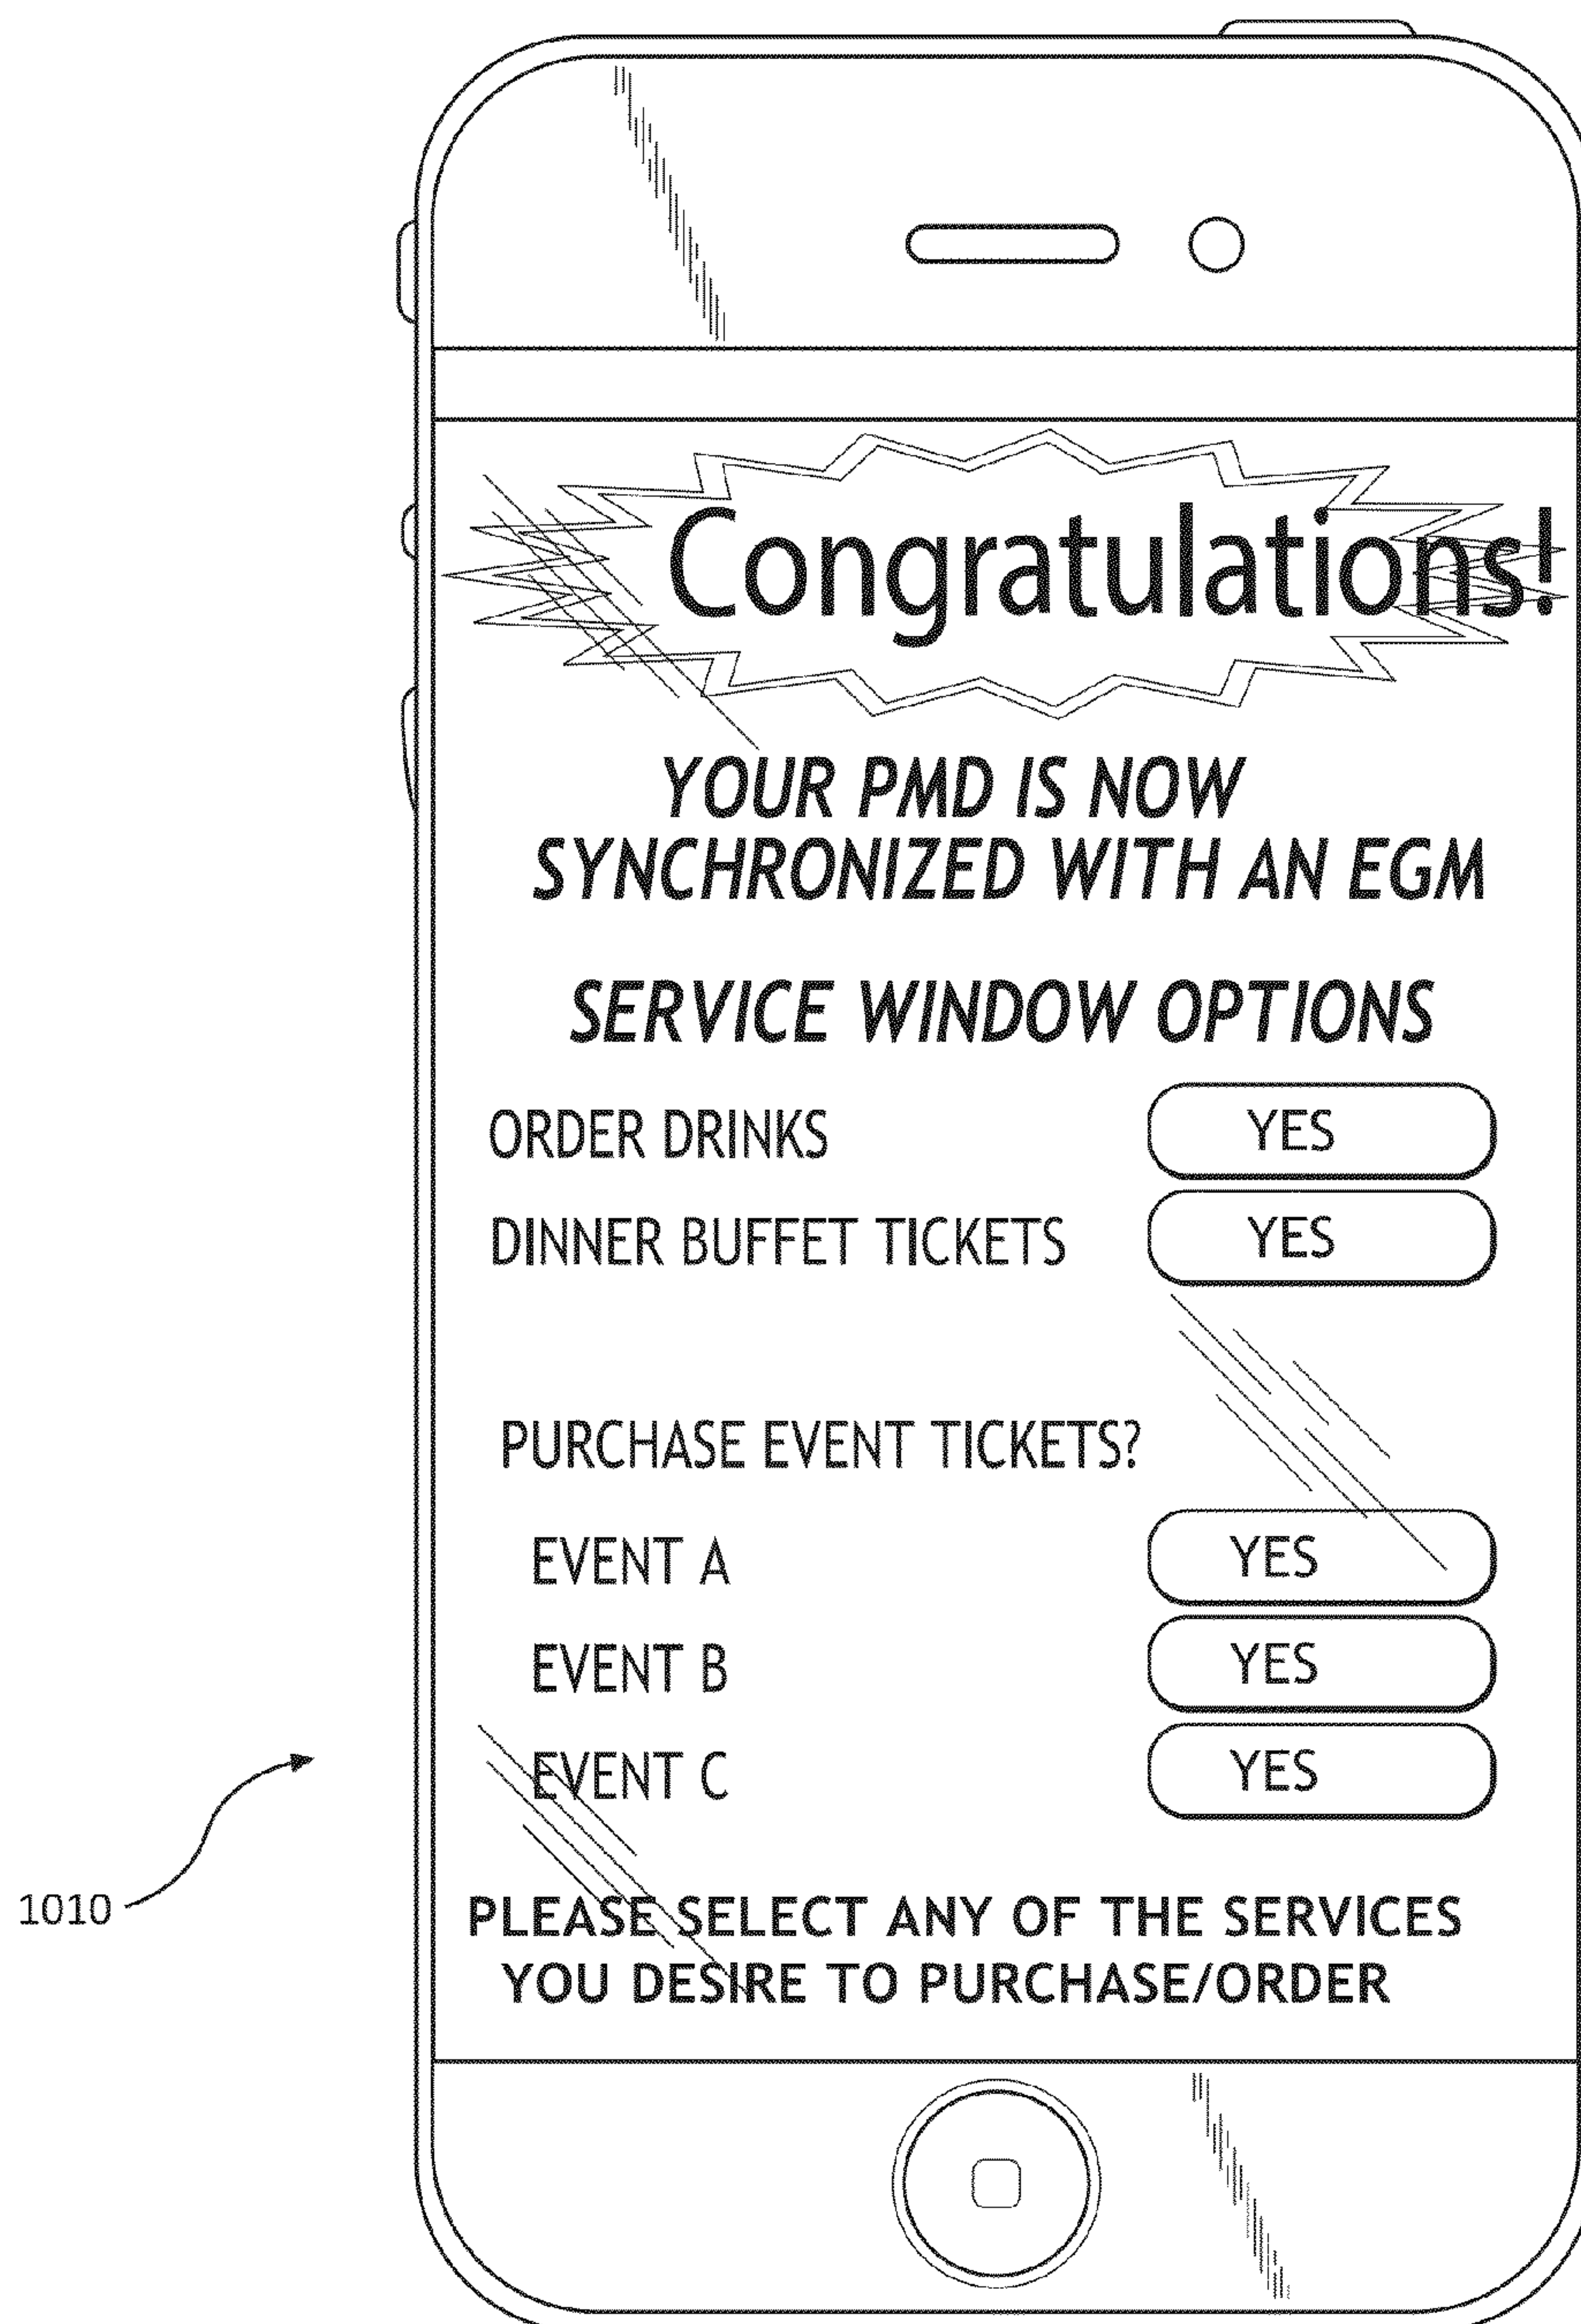 Congratulations!
YOUR PMD IS NOW
SYNCHRONIZED WITH AN EGM
SERVICE WINDOW OPTIONS
ORDER DRINKS YES
DINNER BUFFET TICKETS YES
PURCHASE EVENT TICKETS?
EVENT A YES
EVENT B YES
EVENT C YES
1010
PLEASE SELECT ANY OF THE SERVICES
YOU DESIRE TO PURCHASE/ORDER